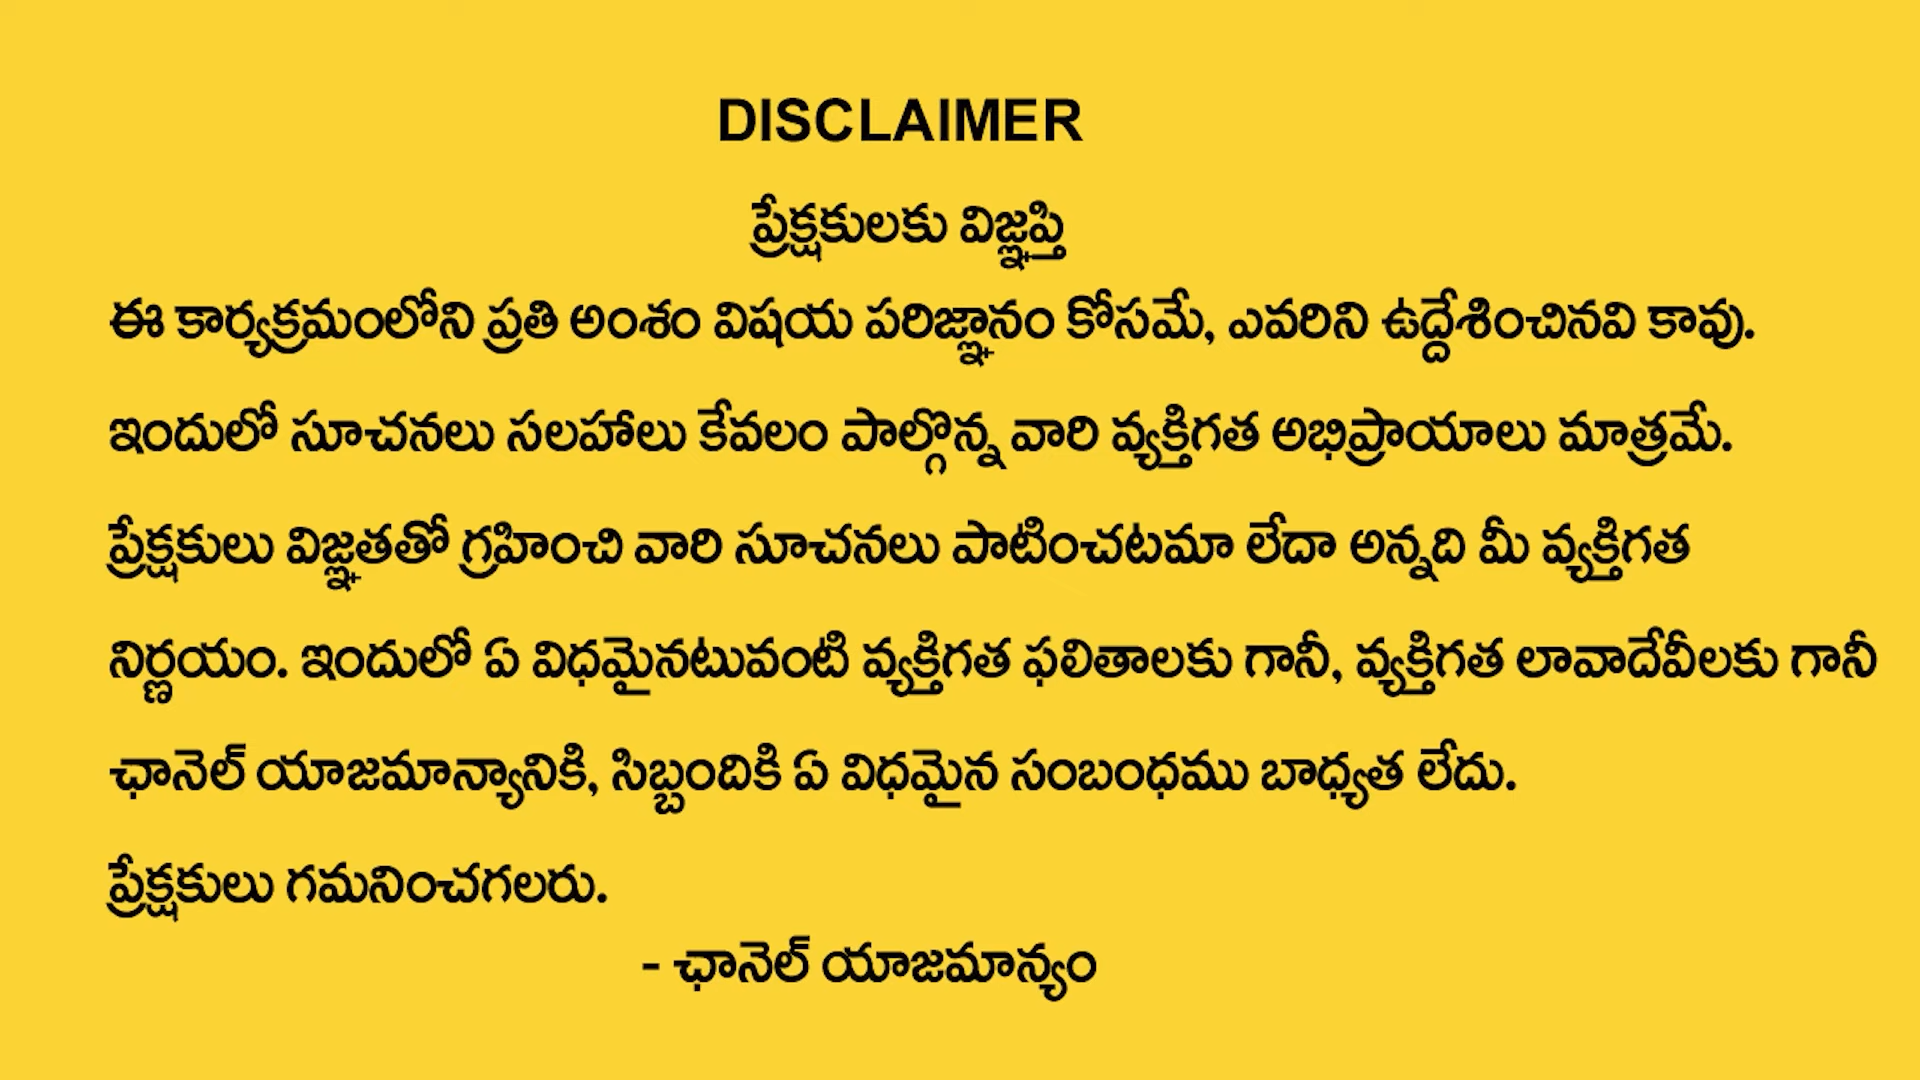 DISCLAIMER
ప్రేక్షకులకు విజ్ఞప్తి
ఈ కార్యక్రమంలోని ప్రతి అంశం విషయ పరిజ్ఞానం కోసమే, ఎవరిని ఉద్దేశించినవి కావు.
ఇందులో సూచనలు సలహాలు కేవలం పాల్గొన్న వారి వ్యక్తిగత అభిప్రాయాలు మాత్రమే.
ప్రేక్షకులు విజ్ఞతతో గ్రహించి వారి సూచనలు పాటించటమా లేదా అన్నది మీ వ్యక్తిగత
నిర్ణయం. ఇందులో ఏ విధమైనటువంటి వ్యక్తిగత ఫలితాలకు గానీ, వ్యక్తిగత లావాదేవీలకు గానీ
ఛానెల్ యాజమాన్యానికి, సిబ్బందికి ఏ విధమైన సంబంధము బాధ్యత లేదు.
ప్రేక్షకులు గమనించగలరు.
- ఛానెల్ యాజమాన్యం